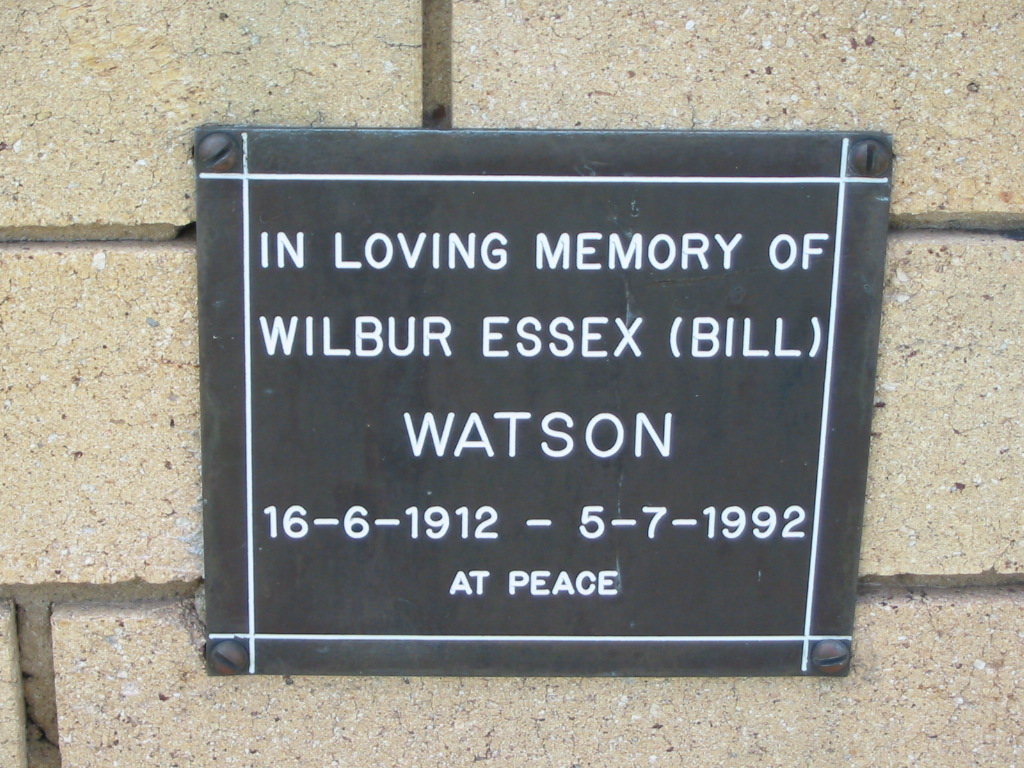 IN LOVING MEMORY OF
WILBUR ESSEX (BILL)
WATSON
16-6-1912 - 5-7-1992
AT PEACE